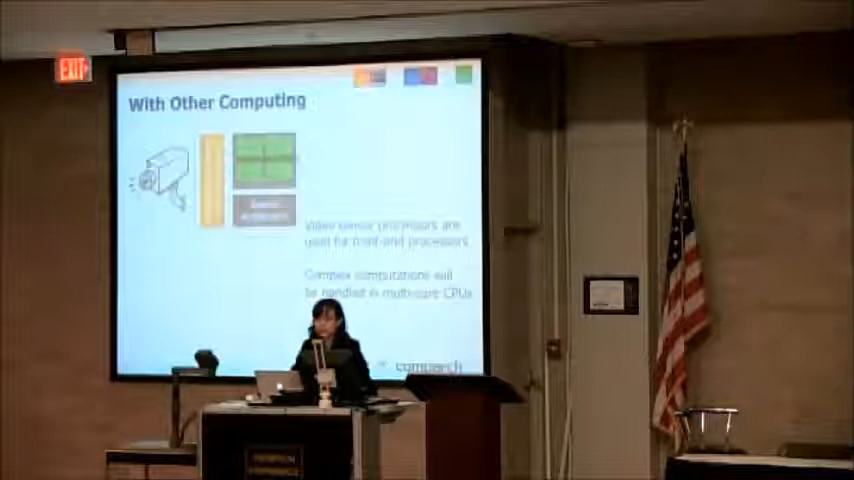 EXIT
With Other Computing
Video sensor processors are
used for front-end processors
Complex computations will
be handled in multi-core CPUs
comparch